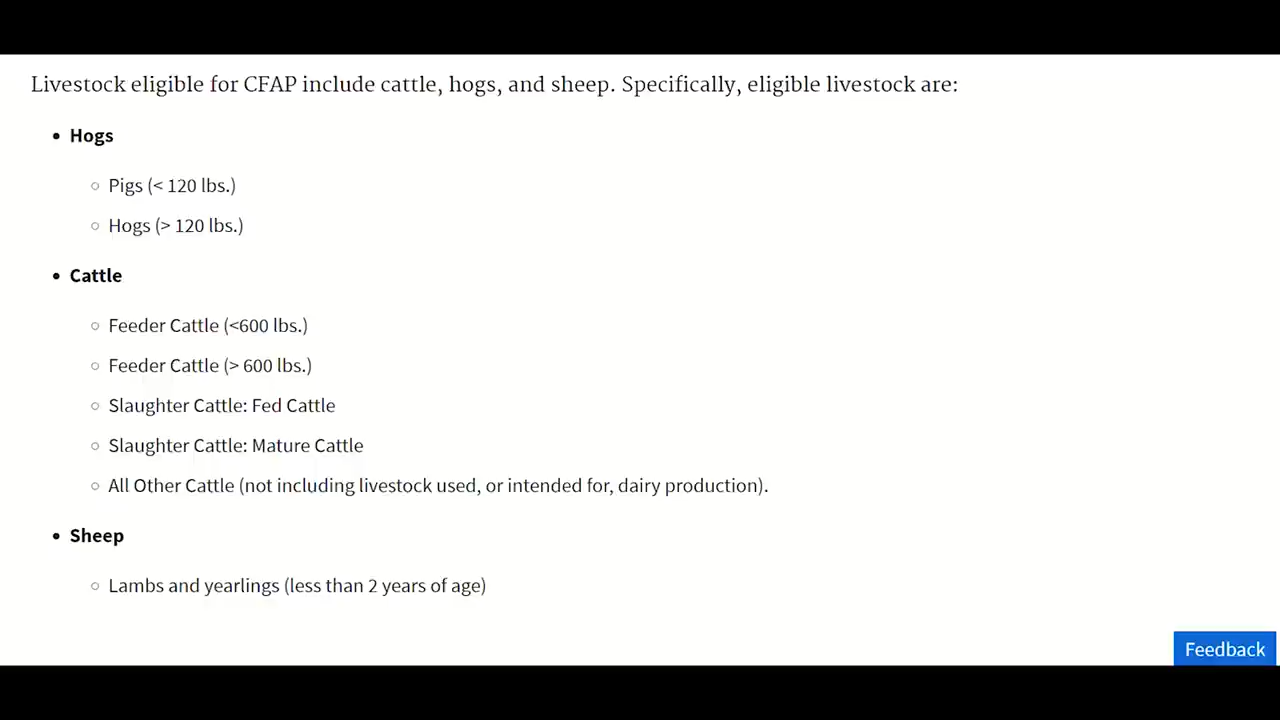 Livestock eligible for CFAP include cattle, hogs, and sheep. Specifically, eligible livestock are:
• Hogs
○ Pigs (< 120 lbs.)
○ Hogs (> 120 lbs.)
• Cattle
○ Feeder Cattle (<600 lbs.)
○ Feeder Cattle (> 600 lbs.)
○ Slaughter Cattle: Fed Cattle
○ Slaughter Cattle: Mature Cattle
○ All Other Cattle (not including livestock used, or intended for, dairy production).
• Sheep
○ Lambs and yearlings (less than 2 years of age)
Feedback